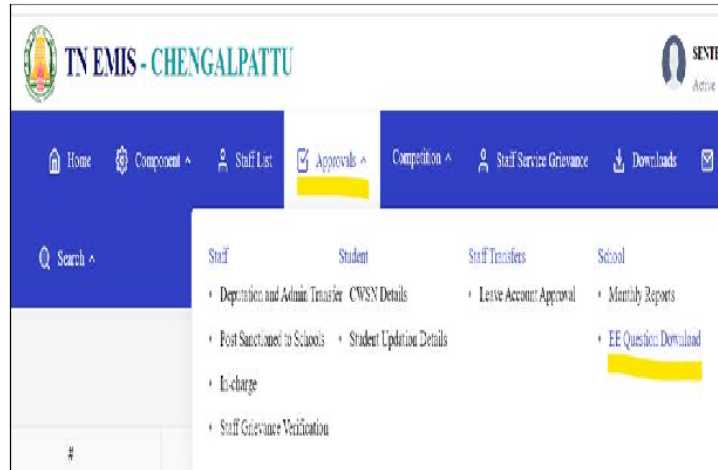 TN EMIS - CHENGALPATTU
Active
Home
Component
Staff List
Approvals
Competition
Staff Service Grievance
Downloads
Search
Staff
Student
Staff Transfers
School
Deputation and Admin Transfer
CWSN Details
Leave Account Approval
Monthly Reports
Post Sanctioned to Schools
Student Updation Details
EE Question Download
In-charge
Staff Grievance Verification
#